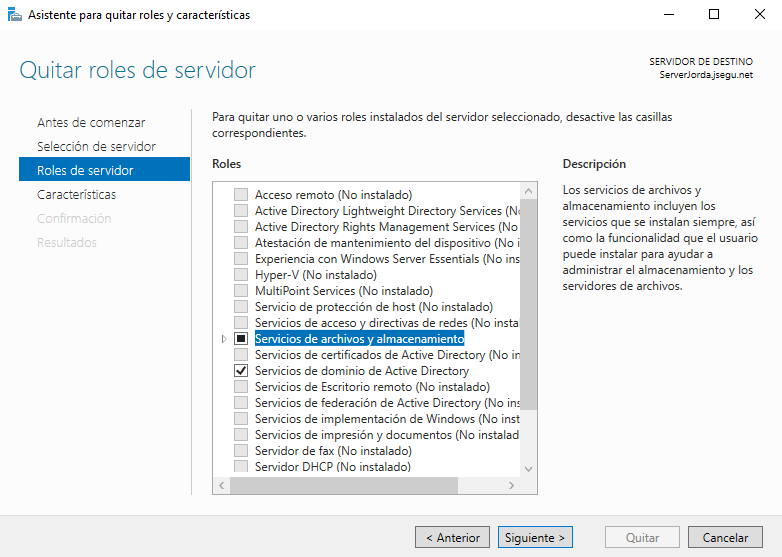 Asistente para quitar roles y características
Quitar roles de servidor
SERVIDOR DE DESTINO
ServerJorda.jsegu.net
Antes de comenzar
Selección de servidor
Roles de servidor
Características
Confirmación
Resultados
Para quitar uno o varios roles instalados del servidor seleccionado, desactive las casillas
correspondientes.
Roles
Acceso remoto (No instalado)
Active Directory Lightweight Directory Services (No
Active Directory Rights Management Services (No
Atestación de mantenimiento del dispositivo (No in
Experiencia con Windows Server Essentials (No inst
Hyper-V (No instalado)
MultiPoint Services (No instalado)
Servicio de protección de host (No instalado)
Servicios de acceso y directivas de redes (No instal
Servicios de archivos y almacenamiento
Servicios de certificados de Active Directory (No in
Servicios de dominio de Active Directory
Servicios de Escritorio remoto (No instalado)
Servicios de federación de Active Directory (No inst
Servicios de implementación de Windows (No inst
Servicios de impresión y documentos (No instalad
Servidor de fax (No instalado)
Servidor DHCP (No instalado)
Descripción
Los servicios de archivos y
almacenamiento incluyen los
servicios que se instalan siempre, así
como la funcionalidad que el usuario
puede instalar para ayudar a
administrar el almacenamiento y los
servidores de archivos.
< Anterior
Siguiente >
Quitar
Cancelar